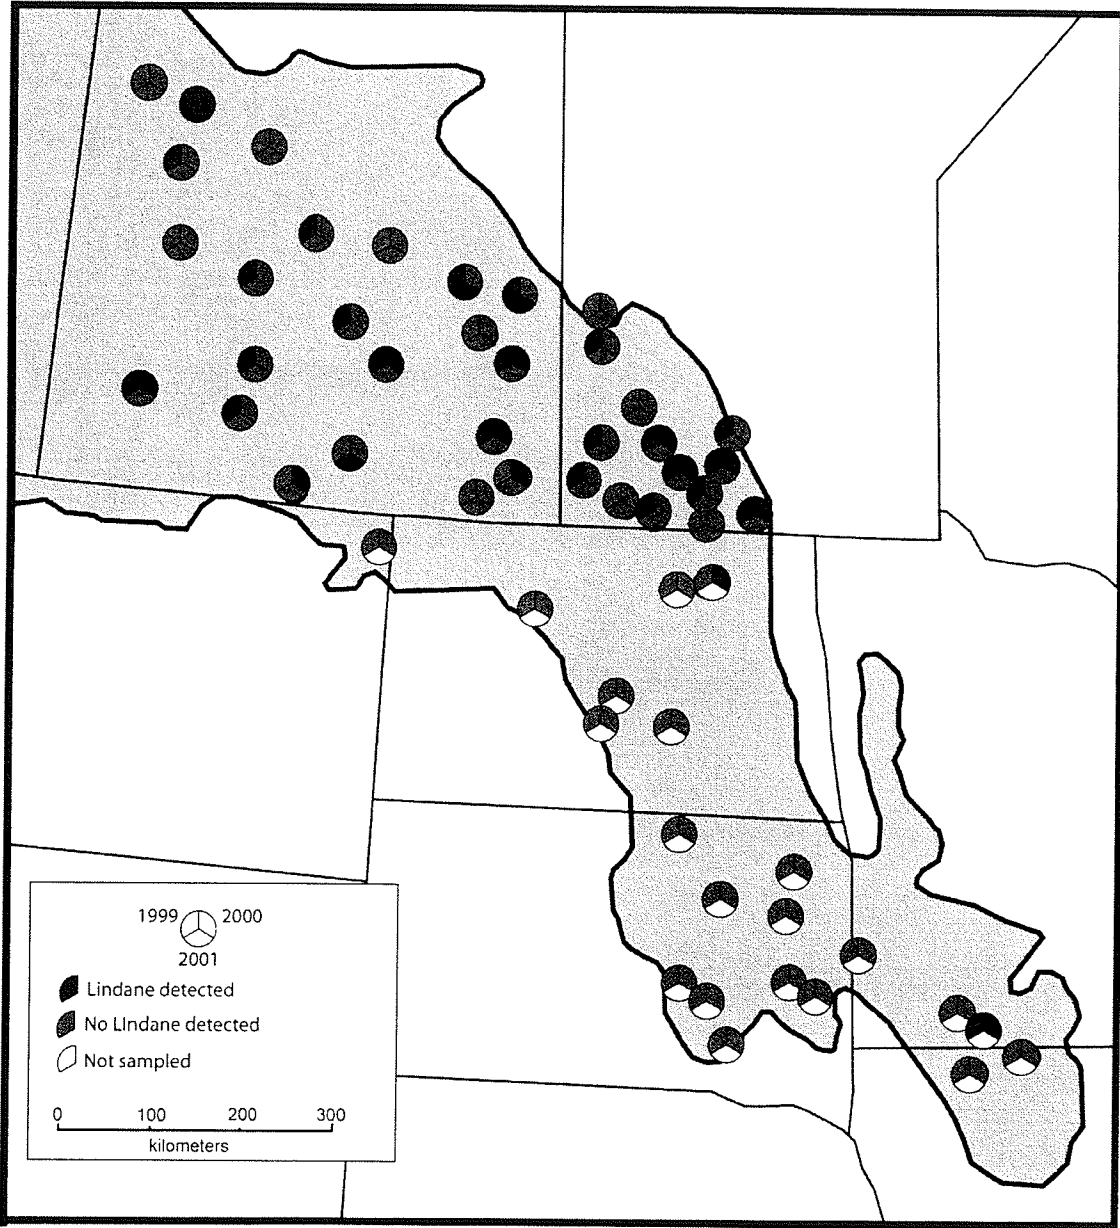 1999 2000
2001
Lindane detected
No LIndane detected
Not sampled
0 100 200 300
kilometers